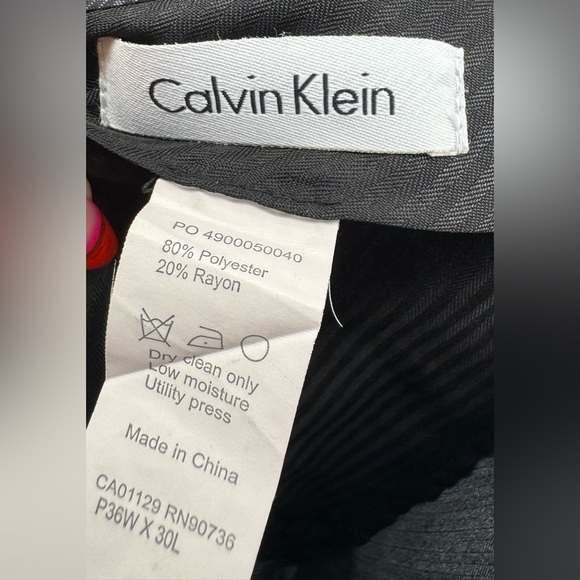 Calvin Klein
PO 4900050040
80% Polyester
20% Rayon
Dry clean only
Low moisture
Utility press
Made in China
CA01129 RN90736
P36W X 30L